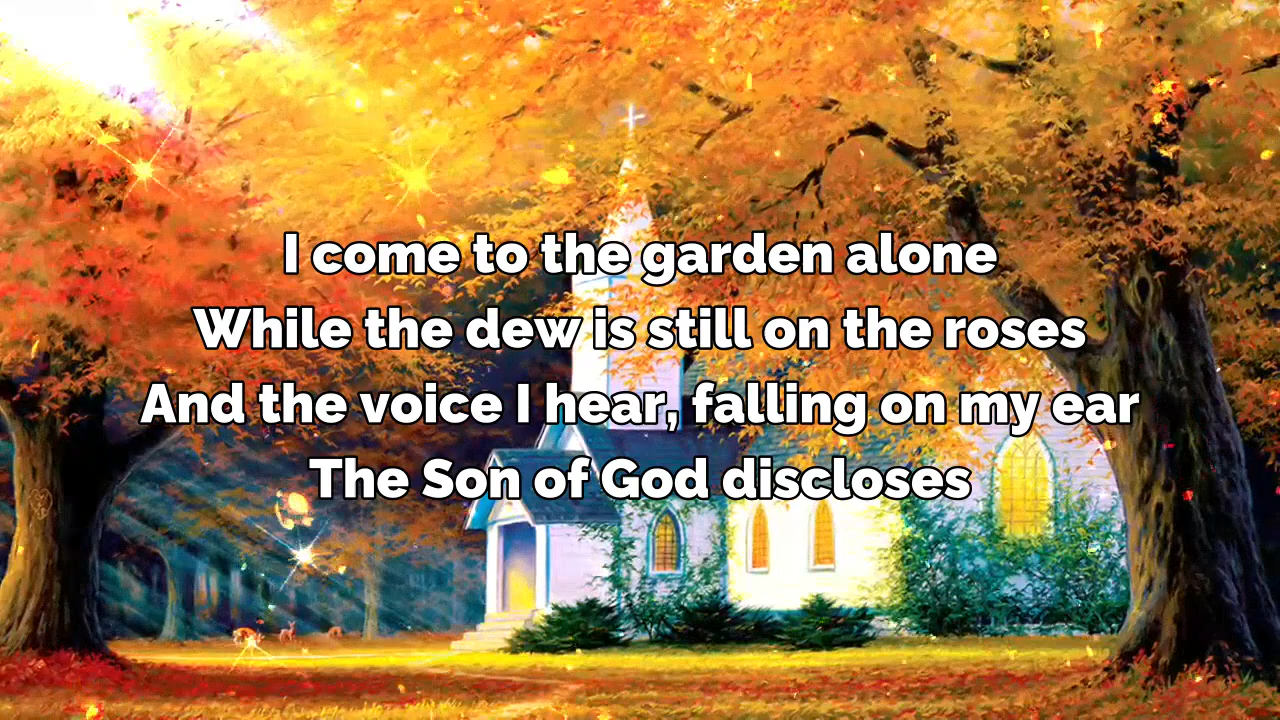 I come to the garden alone
While the dew is still on the roses
And the voice I hear, falling on my ear
The Son of God discloses